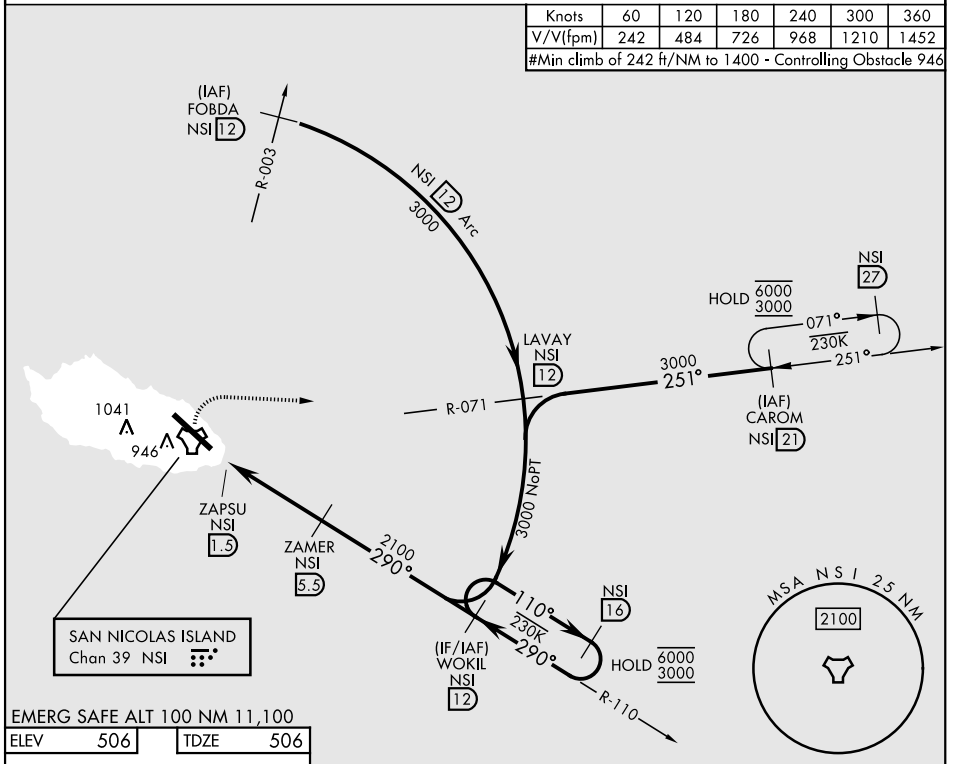 Knots 60 120 180 240 300 360
V/V(fpm) 242 484 726 968 1210 1452
#Min climb of 242 ft/NM to 1400 - Controlling Obstacle 946
(IAF)
FOBDA
NSI 12
R-003
NSI 12 Arc
3000
NSI
27
HOLD 6000
3000
071°
230K
251°
LAVAY
NSI
12
3000
251°
R-071
(IAF)
CAROM
NSI 21
1041
946
3000 NoPT
ZAPSU
NSI
1.5
ZAMER
NSI
5.5
2100
290°
110°
230K
290°
NSI
16
HOLD 6000
3000
(IF/IAF)
WOKIL
NSI
12
R-110
MSA NSI 25 NM
2100
SAN NICOLAS ISLAND
Chan 39 NSI
EMERG SAFE ALT 100 NM 11,100
ELEV 506 TDZE 506